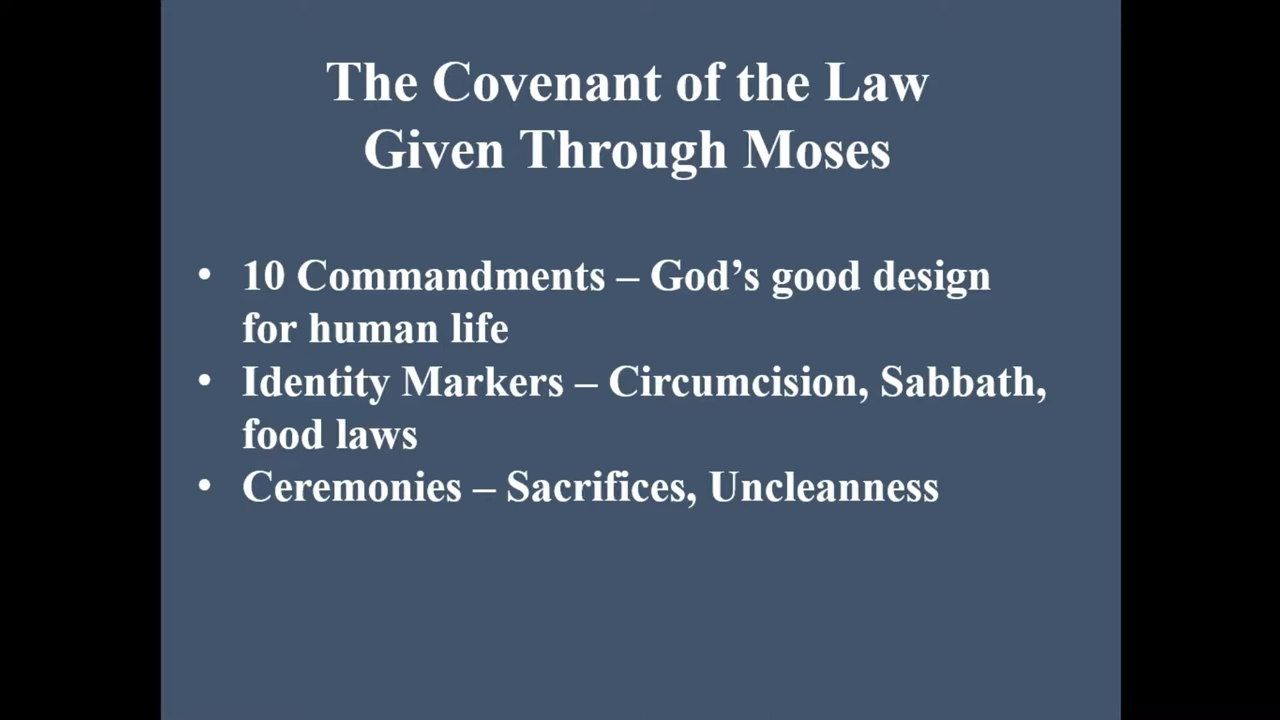 The Covenant of the Law
Given Through Moses
• 10 Commandments – God’s good design
for human life
• Identity Markers – Circumcision, Sabbath,
food laws
• Ceremonies – Sacrifices, Uncleanness